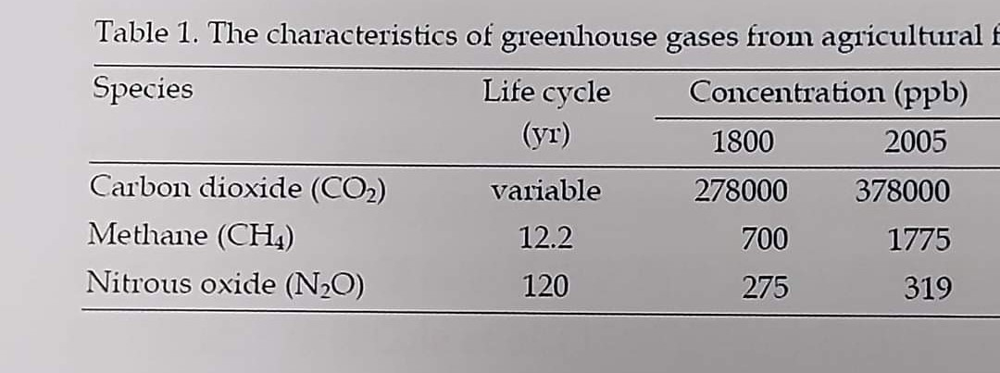 Table 1. The characteristics of greenhouse gases from agricultural
Species Life cycle Concentration (ppb)
(yr) 1800 2005
Carbon dioxide (CO₂) variable 278000 378000
Methane (CH₄) 12.2 700 1775
Nitrous oxide (N₂O) 120 275 319